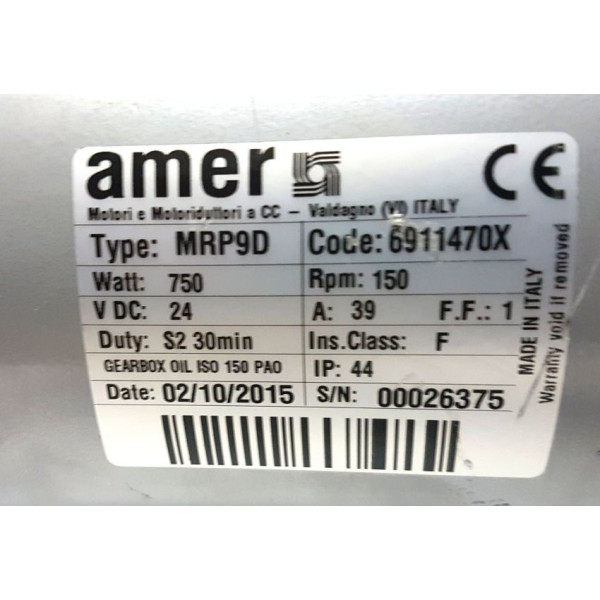 amer CE
Motori e Motoriduttori a CC – Valdagno (VI) ITALY
Type: MRP9D Code: 6911470X
Watt: 750 Rpm: 150
V DC: 24 A: 39 F.F.: 1
Duty: S2 30min Ins.Class: F
GEARBOX OIL ISO 150 PAO IP: 44
Date: 02/10/2015 S/N: 00026375
MADE IN ITALY
Warranty void if removed